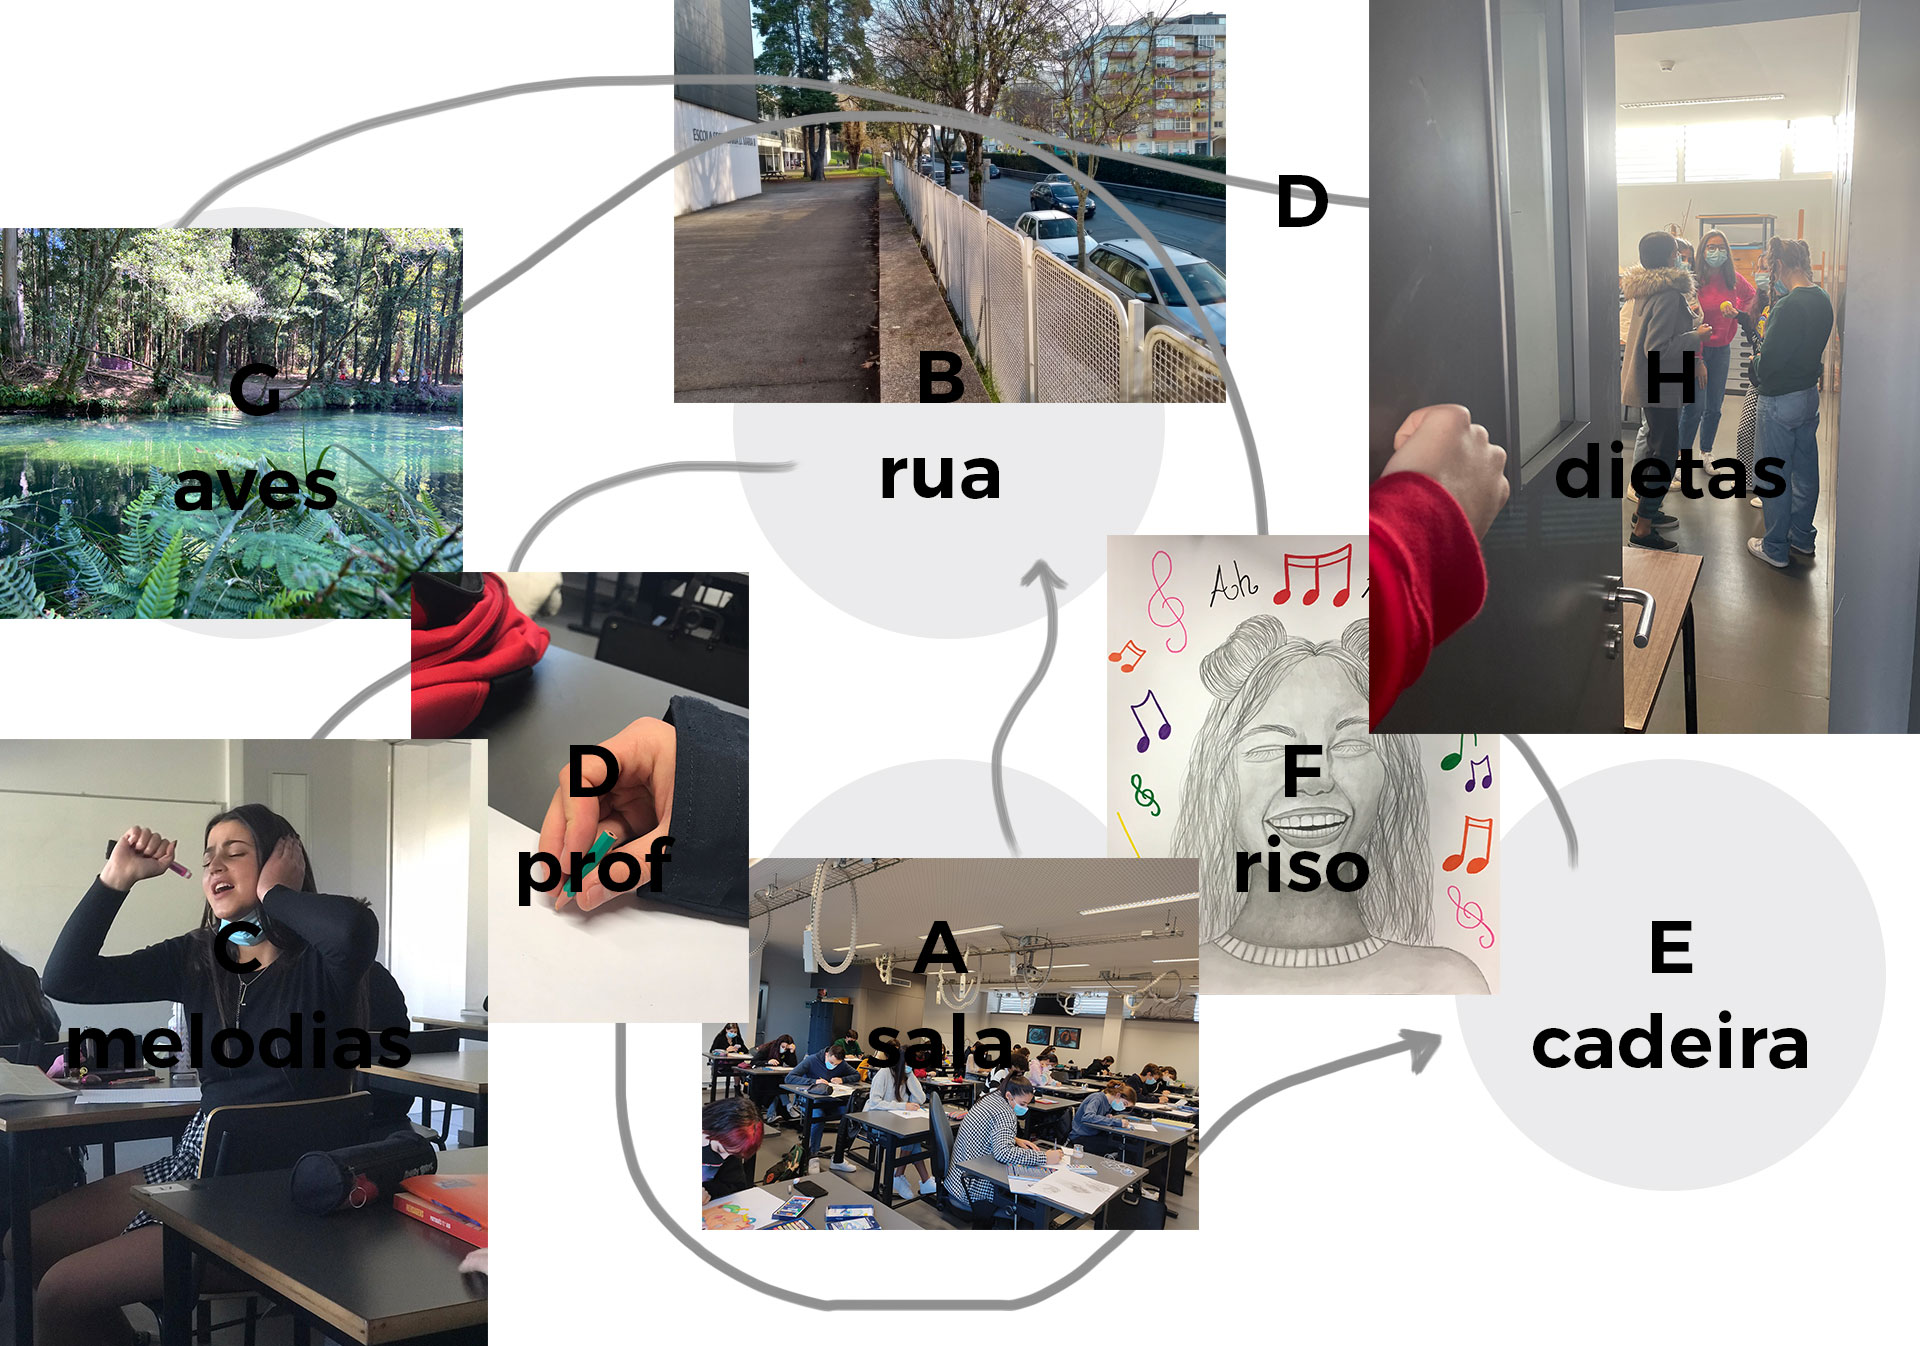 D
B
rua
H
dietas
G
aves
Ah
D
prof
F
riso
C
melodias
A
sala
E
cadeira